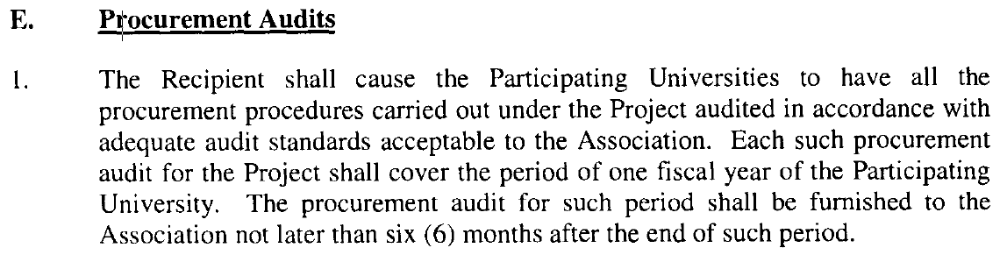 E. Procurement Audits
1. The Recipient shall cause the Participating Universities to have all the
procurement procedures carried out under the Project audited in accordance with
adequate audit standards acceptable to the Association. Each such procurement
audit for the Project shall cover the period of one fiscal year of the Participating
University. The procurement audit for such period shall be furnished to the
Association not later than six (6) months after the end of such period.